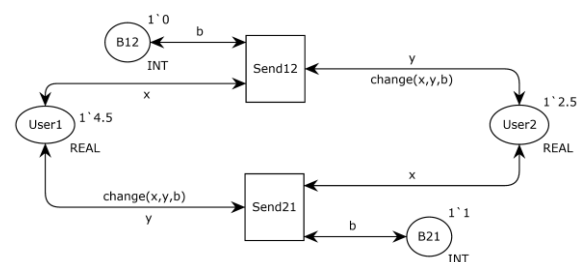 1`0
B12
b
INT
Send12
y
change(x,y,b)
x
1`4.5
User1
REAL
1`2.5
User2
REAL
change(x,y,b)
y
Send21
x
b
1`1
B21
INT